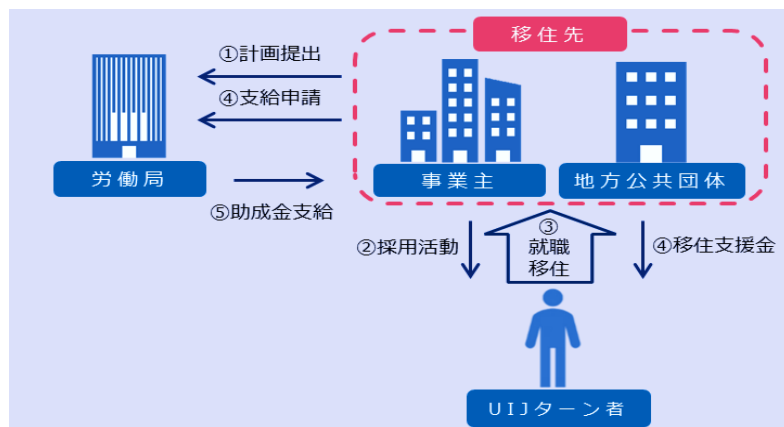 移住先
①計画提出
④支給申請
労働局
事業主
地方公共団体
⑤助成金支給
②採用活動
③
就職
移住
④移住支援金
UIJターン者